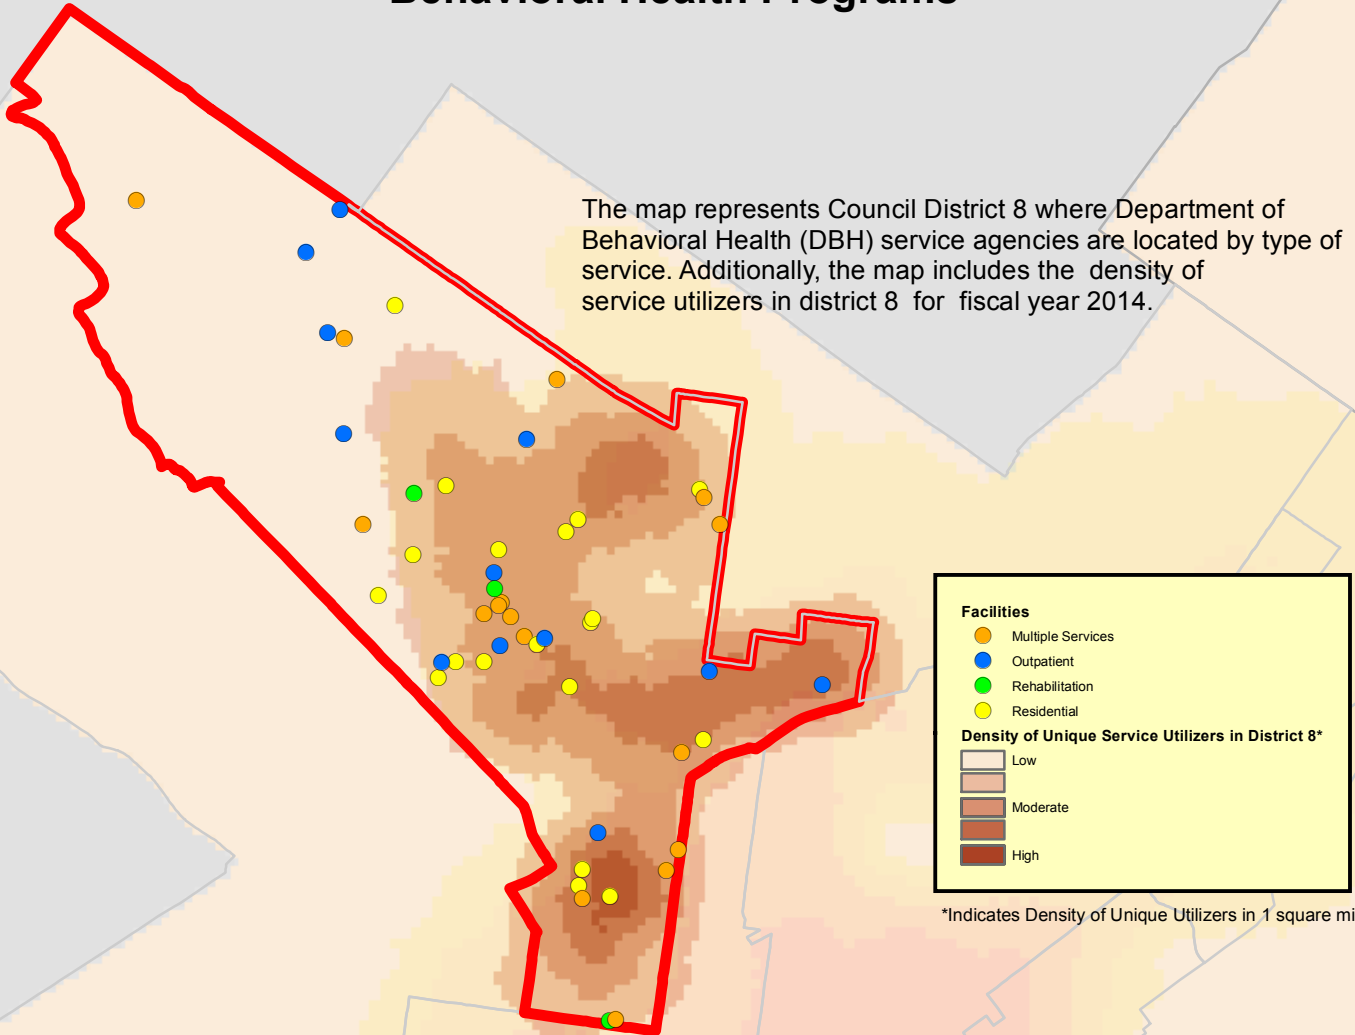 Behavioral Health Programs
The map represents Council District 8 where Department of
Behavioral Health (DBH) service agencies are located by type of
service. Additionally, the map includes the density of
service utilizers in district 8 for fiscal year 2014.
Facilities
Multiple Services
Outpatient
Rehabilitation
Residential
Density of Unique Service Utilizers in District 8*
Low
Moderate
High
*Indicates Density of Unique Utilizers in 1 square mi